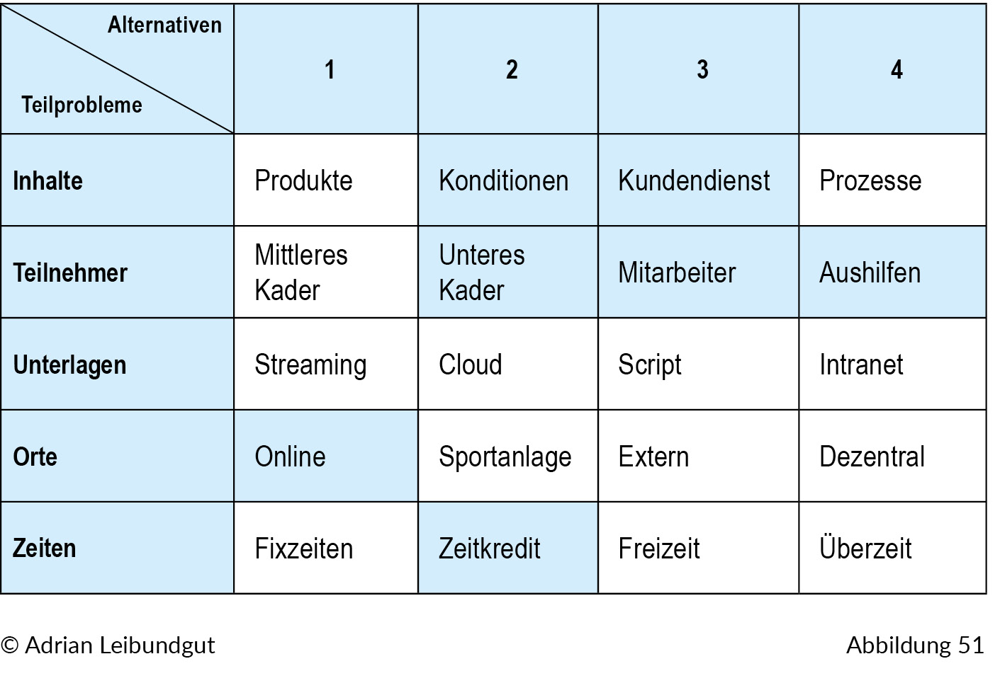 Alternativen
Teilprobleme
1 2 3 4
Inhalte Produkte Konditionen Kundendienst Prozesse
Teilnehmer Mittleres Kader Unteres Kader Mitarbeiter Aushilfen
Unterlagen Streaming Cloud Script Intranet
Orte Online Sportanlage Extern Dezentral
Zeiten Fixzeiten Zeitkredit Freizeit Überzeit
© Adrian Leibundgut Abbildung 51